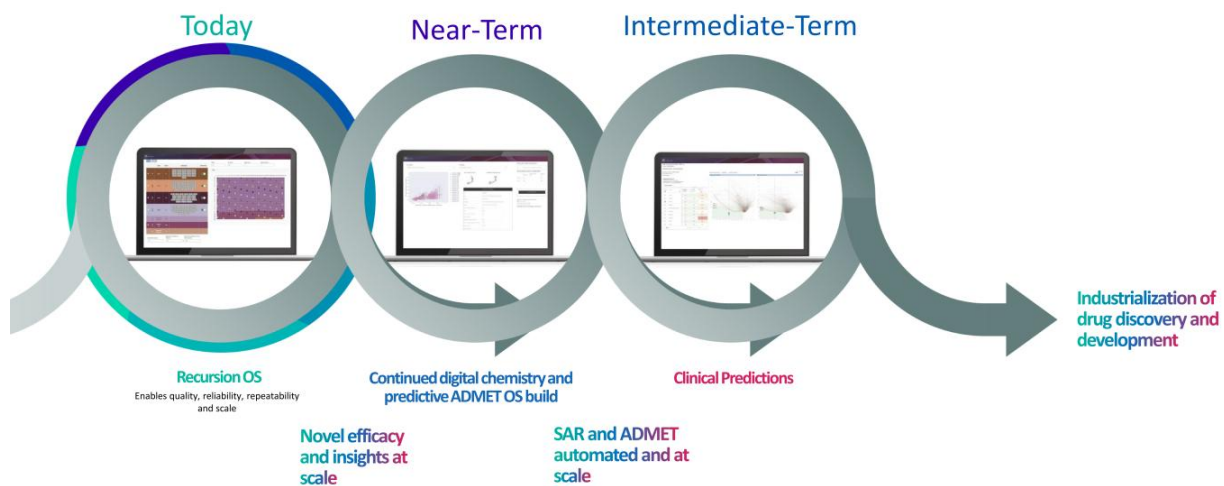 Today
Near-Term
Intermediate-Term
Recursion OS
Enables quality, reliability, repeatability
and scale
Continued digital chemistry and
predictive ADMET OS build
Clinical Predictions
Novel efficacy
and insights at
scale
SAR and ADMET
automated and at
scale
Industrialization of
drug discovery and
development